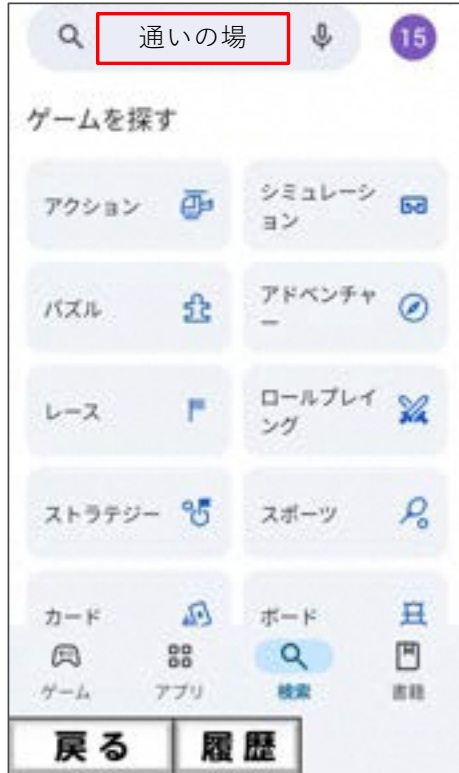 通いの場
15
ゲームを探す
アクション
シミュレーシ
ョン
パズル
アドベンチャ
ー
レース
ロールプレイ
ング
ストラテジー
スポーツ
カード
ボード
ゲーム
アプリ
検索
書籍
戻る
履歴